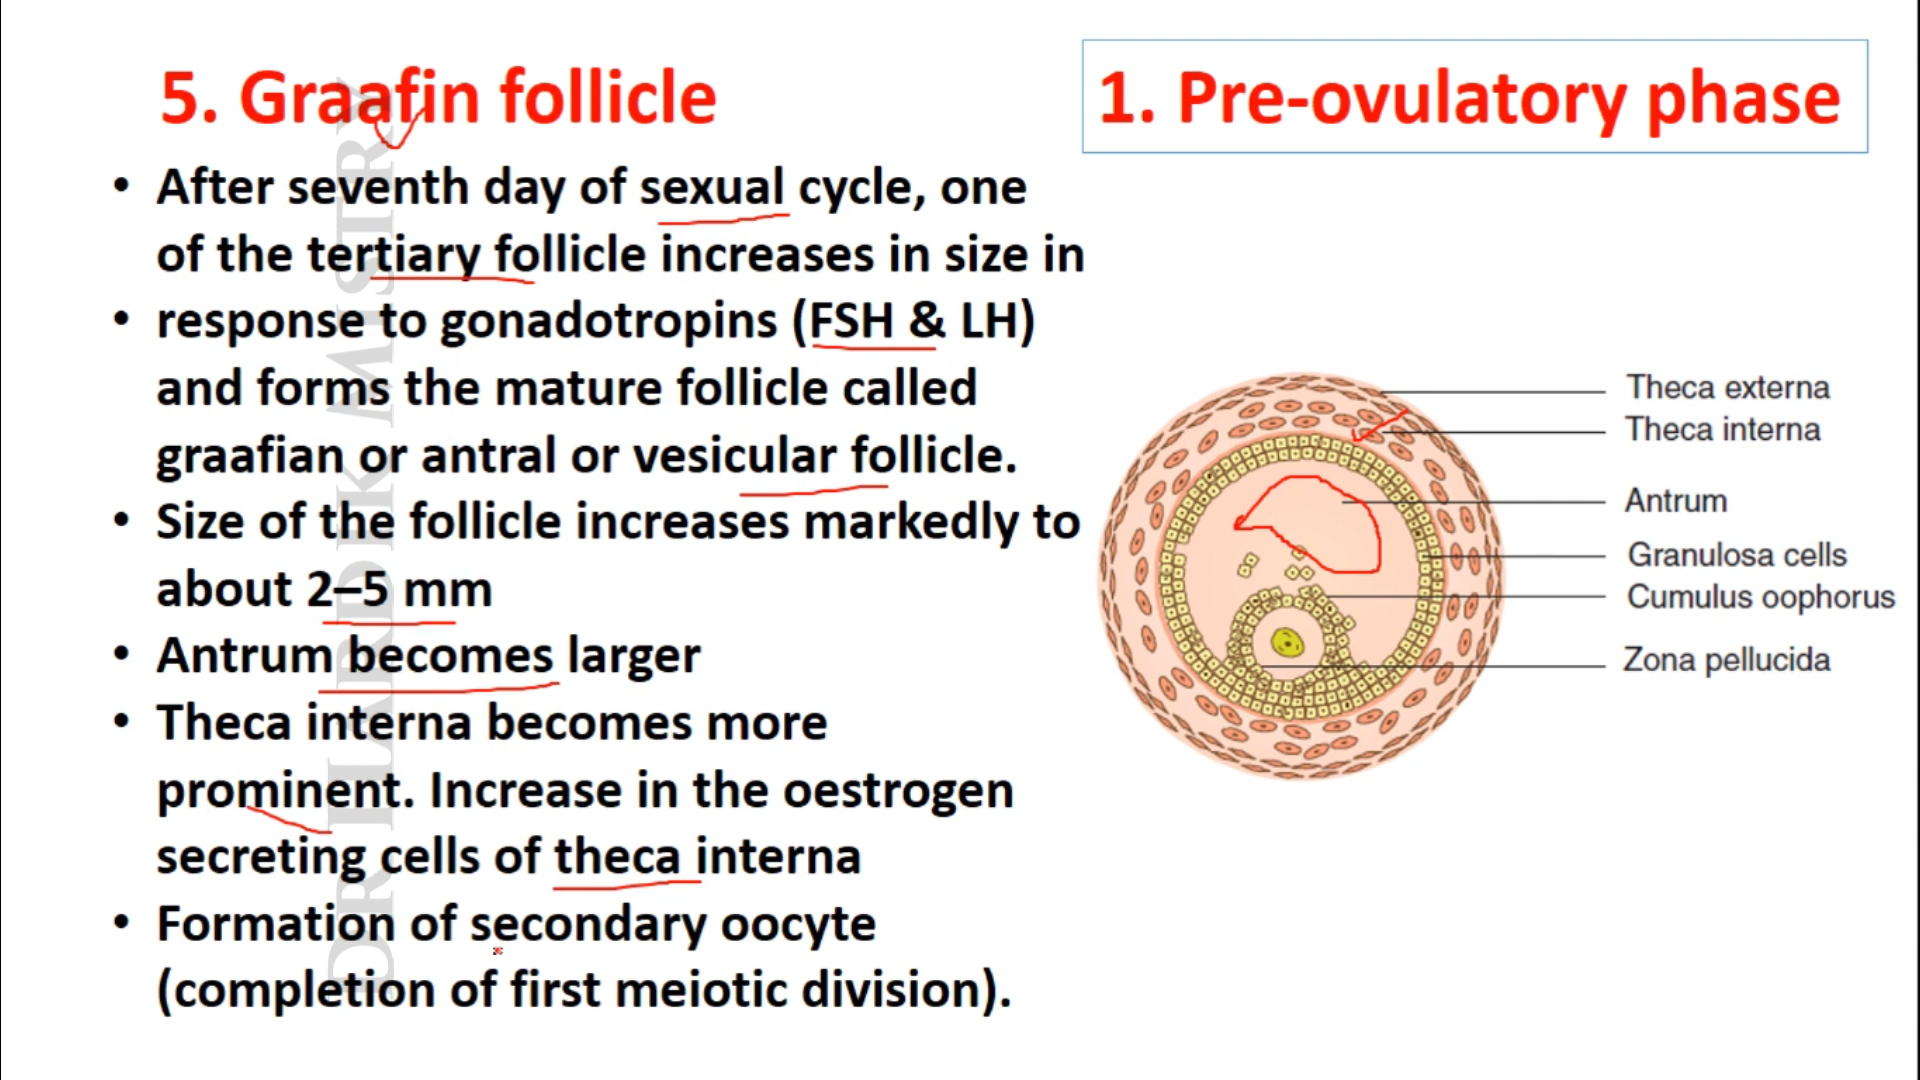 5. Graafin follicle
1. Pre-ovulatory phase
• After seventh day of sexual cycle, one
of the tertiary follicle increases in size in
• response to gonadotropins (FSH & LH)
and forms the mature follicle called
graafian or antral or vesicular follicle.
• Size of the follicle increases markedly to
about 2–5 mm
• Antrum becomes larger
• Theca interna becomes more
prominent. Increase in the oestrogen
secreting cells of theca interna
• Formation of secondary oocyte
(completion of first meiotic division).
Theca externa
Theca interna
Antrum
Granulosa cells
Cumulus oophorus
Zona pellucida
DR HARDIK MISTRY